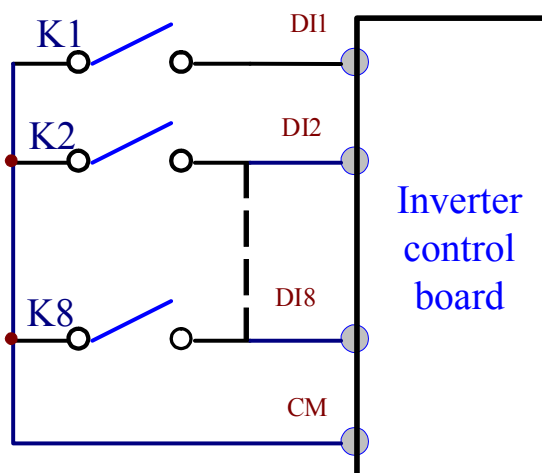 K1
DI1
K2
DI2
Inverter
control
board
K8
DI8
CM